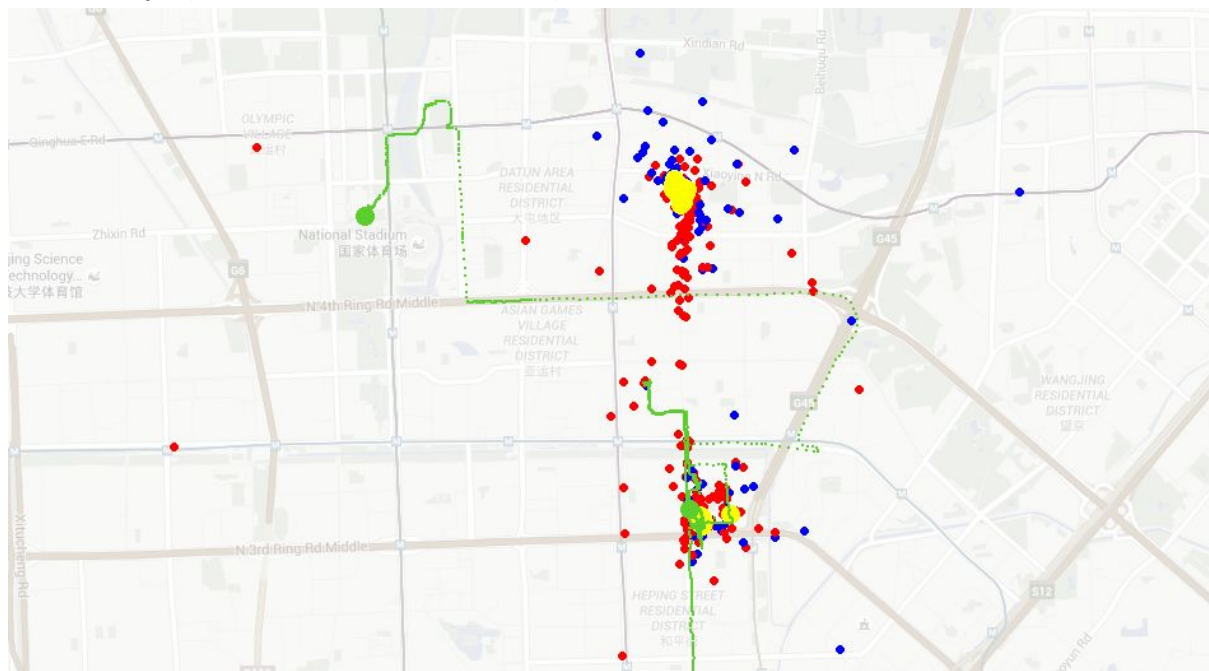 G6
Xindian Rd
Beihuqu Rd
M
OLYMPIC
VILLAGE
奥运村
Qinghua E Rd
M
M
M
M
DATUN AREA
RESIDENTIAL
DISTRICT
大屯地区
Xiaoying N Rd
M
National Stadium
国家体育场
Zhixin Rd
jing Science
echnology...
技大学体育馆
G6
G45
M
N 4th Ring Rd Middle
ASIAN GAMES
VILLAGE
RESIDENTIAL
DISTRICT
亚运村
WANGJING
RESIDENTIAL
DISTRICT
望京
G45
M
M
M
M
M
M
N 3rd Ring Rd Middle
M
Xitucheng Rd
HEPING STREET
RESIDENTIAL
DISTRICT
S12
M